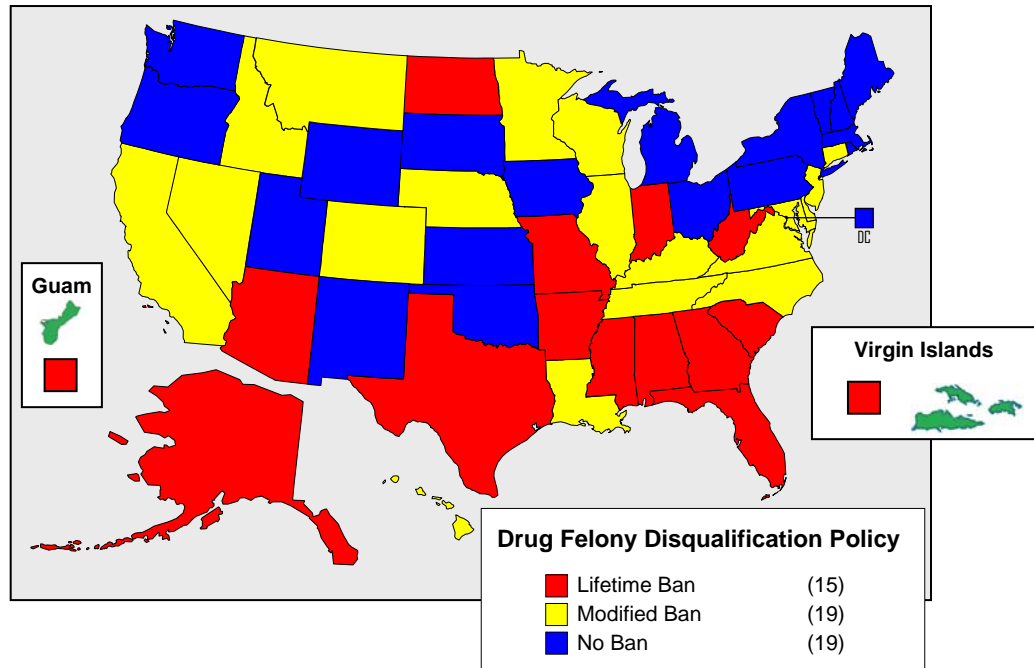 DC
Guam
Virgin Islands
Drug Felony Disqualification Policy
Lifetime Ban (15)
Modified Ban (19)
No Ban (19)